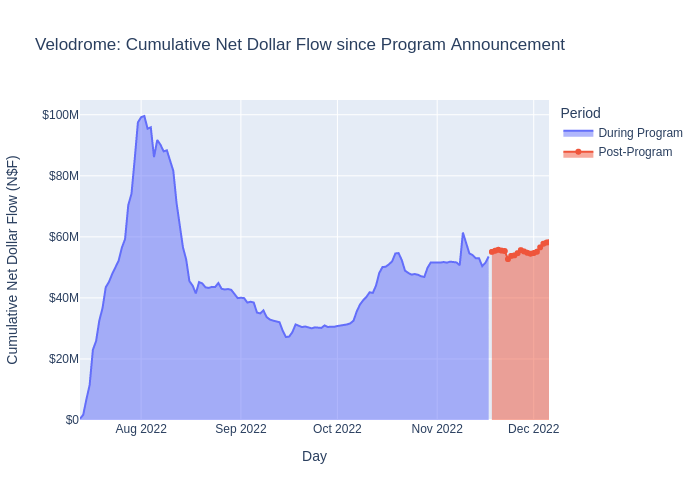 Velodrome: Cumulative Net Dollar Flow since Program Announcement
Cumulative Net Dollar Flow (N$F)
$100M
$80M
$60M
$40M
$20M
$0
Aug 2022
Sep 2022
Oct 2022
Nov 2022
Dec 2022
Day
Period
During Program
Post-Program